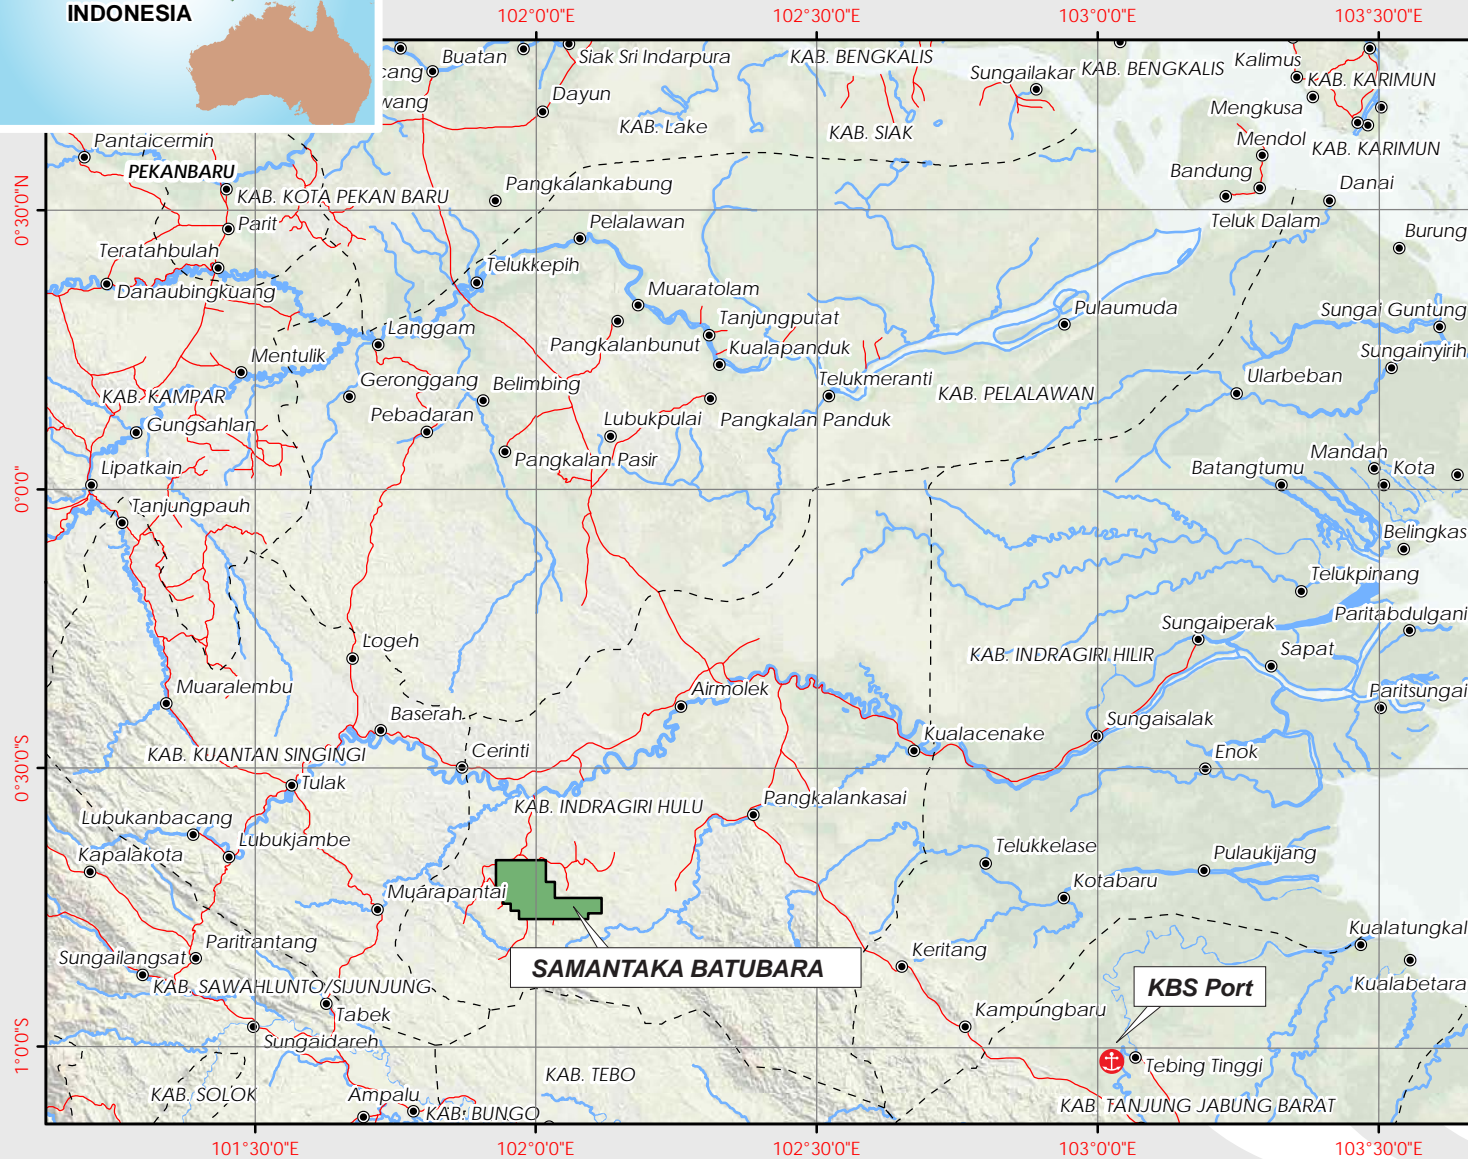 INDONESIA
102°0'0"E
102°30'0"E
103°0'0"E
103°30'0"E
Buatan
Siak Sri Indarpura
KAB. BENGKALIS
Sungailakar
KAB. BENGKALIS
Kalimus
KAB. KARIMUN
cang
wang
Dayun
KAB. Lake
KAB. SIAK
Mengkusa
Mendol
KAB. KARIMUN
Pantaicermin
PEKANBARU
KAB. KOTA PEKAN BARU
Pangkalankabung
Bandung
Danai
0°30'0"N
Parit
Pelalawan
Teluk Dalam
Burung
Teratahbulah
Telukkepih
Danaubingkuang
Muaratolam
Pulaumuda
Sungai Guntung
Langgam
Tanjungputat
Pangkalanbunut
Kualapanduk
Sungainyirih
Mentulik
Geronggang
Belimbing
Telukmeranti
KAB. PELALAWAN
Ularbeban
KAB. KAMPAR
Pebadaran
Lubukpulai
Pangkalan Panduk
Gungsahlan
Lipatkain
Pangkalan Pasir
Batangtumu
Mandah
Kota
0°0'0"
Tanjungpauh
Belingkas
Telukpinang
Logeh
Sungaiperak
Paritabdulgani
KAB. INDRAGIRI HILIR
Sapat
Muaralembu
Airmolek
Paritsungai
Baserah
Sungaisalak
KAB. KUANTAN SINGINGI
Cerinti
Kualacenake
Enok
0°30'0"S
Tulak
KAB. INDRAGIRI HULU
Pangkalankasai
Lubukanbacang
Lubukjambe
Kapalakota
Telukkelase
Pulaukijang
Muarapantai
Kotabaru
Paritrantang
Sungailangsat
Keritang
Kualatungkal
SAMANTAKA BATUBARA
KAB. SAWAHLUNTO/SIJUNJUNG
KBS Port
Kualabetara
Tabek
Kampungbaru
Sungaidareh
1°0'0"S
Tebing Tinggi
KAB. SOLOK
Ampalu
KAB. BUNGO
KAB. TEBO
KAB. TANJUNG JABUNG BARAT
101°30'0"E
102°0'0"E
102°30'0"E
103°0'0"E
103°30'0"E